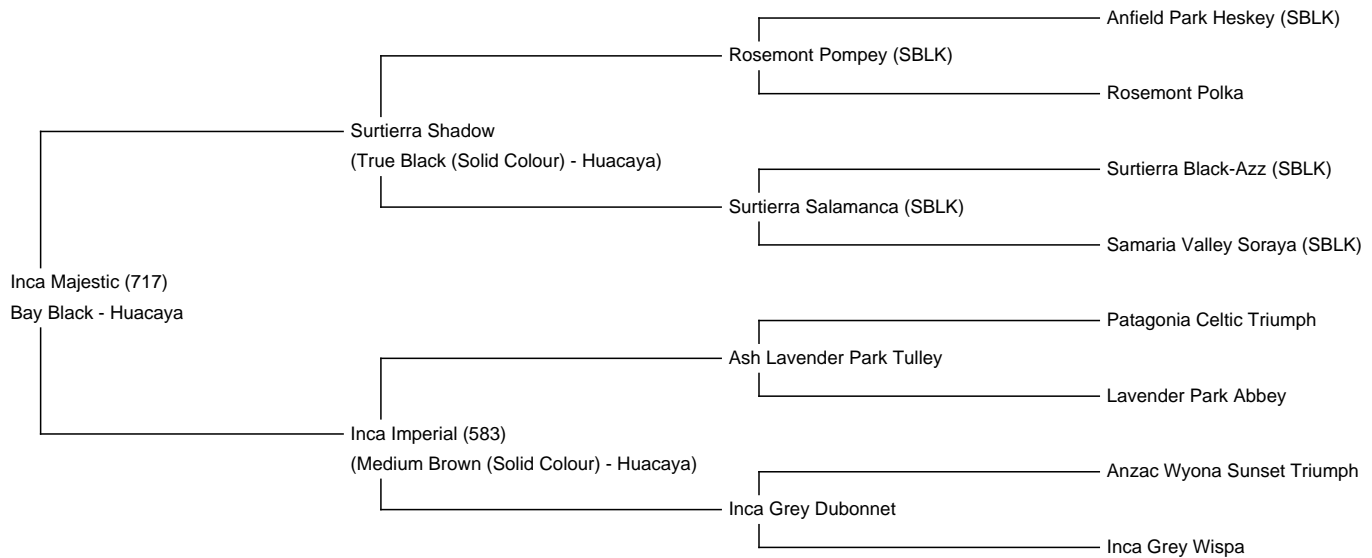 Anfield Park Heskey (SBLK)
Rosemont Pompey (SBLK)
Rosemont Polka
Surtierra Shadow
(True Black (Solid Colour) - Huacaya)
Surtierra Black-Azz (SBLK)
Surtierra Salamanca (SBLK)
Samaria Valley Soraya (SBLK)
Inca Majestic (717)
Bay Black - Huacaya
Patagonia Celtic Triumph
Ash Lavender Park Tulley
Lavender Park Abbey
Inca Imperial (583)
(Medium Brown (Solid Colour) - Huacaya)
Anzac Wyona Sunset Triumph
Inca Grey Dubonnet
Inca Grey Wispa